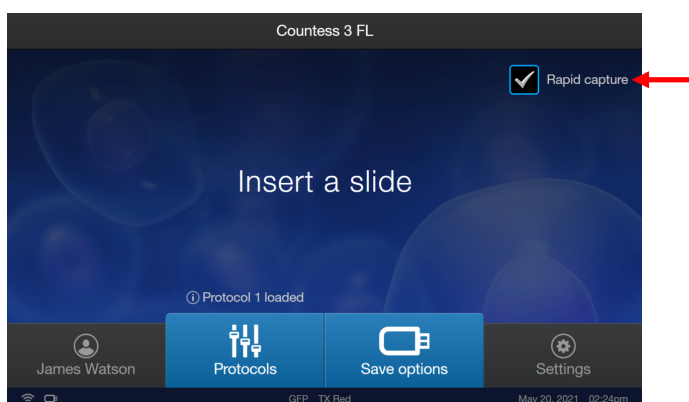 Countess 3 FL
Rapid capture
Insert a slide
Protocol 1 loaded
James Watson
Protocols
Save options
Settings
GFP TX Red
May 20, 2021 02:24pm